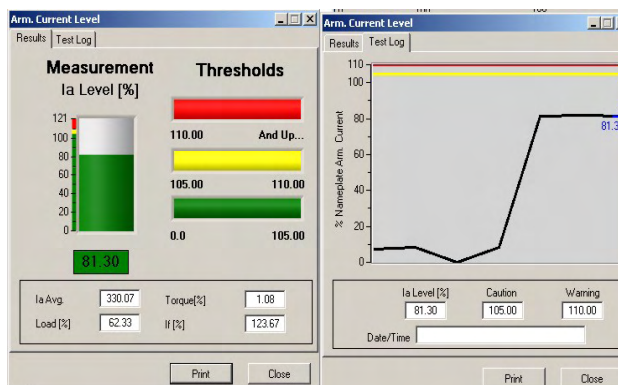 Arm. Current Level
Results Test Log
Measurement
Ia Level [%]
121
100
80
60
40
20
0
81.30
Thresholds
110.00 And Up...
105.00 110.00
0.0 105.00
Ia Avg. 330.07 Torque[%] 1.08
Load [%] 62.33 If [%] 123.67
Print Close
Arm. Current Level
Results Test Log
% Nameplate Arm. Current
110
100
80
60
40
20
0
Ia Level [%] Caution Warning
81.30 105.00 110.00
Date/Time
Print Close